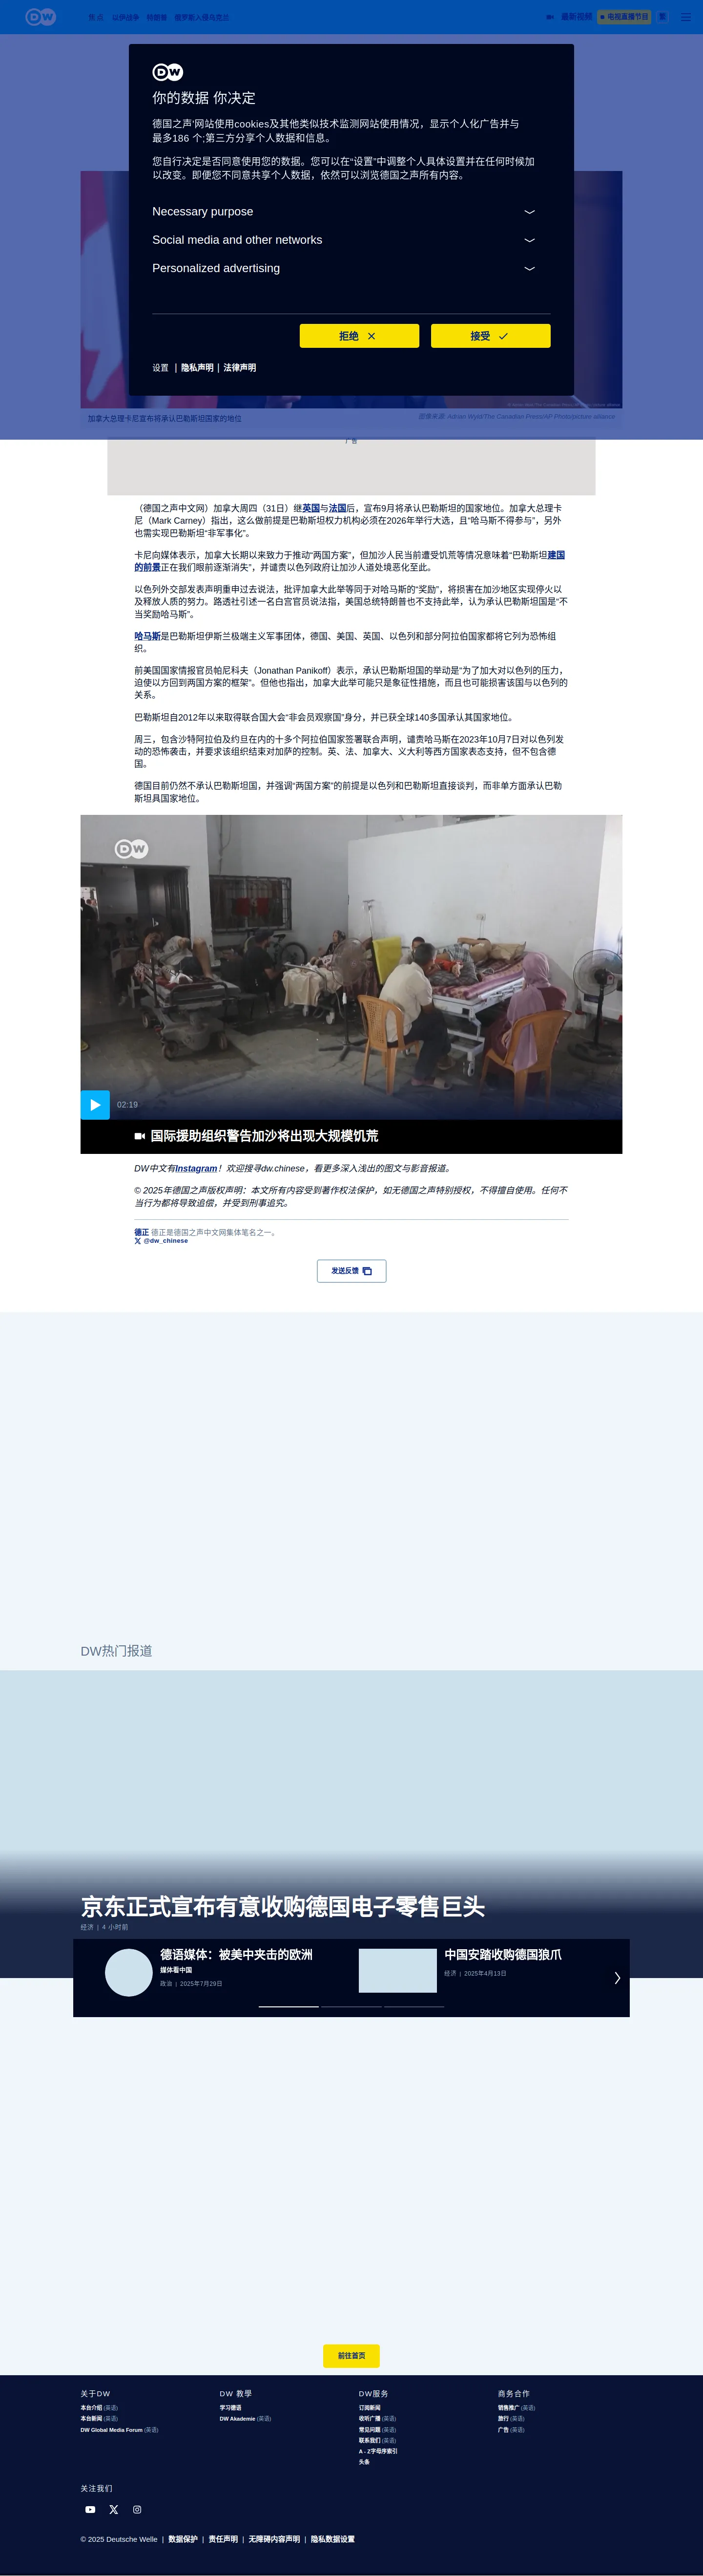 DW
焦点
以伊战争
特朗普
俄罗斯入侵乌克兰
最新视频
电视直播节目
繁
DW
你的数据 你决定
德国之声'网站使用cookies及其他类似技术监测网站使用情况，显示个人化广告并与
最多186 个;第三方分享个人数据和信息。
您自行决定是否同意使用您的数据。您可以在“设置”中调整个人具体设置并在任何时候加
以改变。即便您不同意共享个人数据，依然可以浏览德国之声所有内容。
Necessary purpose
Social media and other networks
Personalized advertising
拒绝
接受
设置 | 隐私声明 | 法律声明
加拿大总理卡尼宣布将承认巴勒斯坦国家的地位
图像来源: Adrian Wyld/The Canadian Press/AP Photo/picture alliance
广告
（德国之声中文网）加拿大周四（31日）继英国与法国后，宣布9月将承认巴勒斯坦的国家地位。加拿大总理卡
尼（Mark Carney）指出，这么做前提是巴勒斯坦权力机构必须在2026年举行大选，且“哈马斯不得参与”，另外
也需实现巴勒斯坦“非军事化”。
卡尼向媒体表示，加拿大长期以来致力于推动“两国方案”，但加沙人民当前遭受饥荒等情况意味着“巴勒斯坦建国
的前景正在我们眼前逐渐消失”，并谴责以色列政府让加沙人道处境恶化至此。
以色列外交部发表声明重申过去说法，批评加拿大此举等同于对哈马斯的“奖励”，将损害在加沙地区实现停火以
及释放人质的努力。路透社引述一名白宫官员说法指，美国总统特朗普也不支持此举，认为承认巴勒斯坦国是“不
当奖励哈马斯”。
哈马斯是巴勒斯坦伊斯兰极端主义军事团体，德国、美国、英国、以色列和部分阿拉伯国家都将它列为恐怖组
织。
前美国国家情报官员帕尼科夫（Jonathan Panikoff）表示，承认巴勒斯坦国的举动是“为了加大对以色列的压力，
迫使以方回到两国方案的框架”。但他也指出，加拿大此举可能只是象征性措施，而且也可能损害该国与以色列的
关系。
巴勒斯坦自2012年以来取得联合国大会“非会员观察国”身分，并已获全球140多国承认其国家地位。
周三，包含沙特阿拉伯及约旦在内的十多个阿拉伯国家签署联合声明，谴责哈马斯在2023年10月7日对以色列发
动的恐怖袭击，并要求该组织结束对加萨的控制。英、法、加拿大、义大利等西方国家表态支持，但不包含德
国。
德国目前仍然不承认巴勒斯坦国，并强调“两国方案”的前提是以色列和巴勒斯坦直接谈判，而非单方面承认巴勒
斯坦具国家地位。
DW
02:19
国际援助组织警告加沙将出现大规模饥荒
DW中文有Instagram！欢迎搜寻dw.chinese，看更多深入浅出的图文与影音报道。
© 2025年德国之声版权声明：本文所有内容受到著作权法保护，如无德国之声特别授权，不得擅自使用。任何不
当行为都将导致追偿，并受到刑事追究。
德正 德正是德国之声中文网集体笔名之一。
@dw_chinese
发送反馈
DW热门报道
京东正式宣布有意收购德国电子零售巨头
经济 | 4 小时前
德语媒体：被美中夹击的欧洲
媒体看中国
政治 | 2025年7月29日
中国安踏收购德国狼爪
经济 | 2025年4月13日
前往首页
关于DW
本台介绍 (英语)
本台新闻 (英语)
DW Global Media Forum (英语)
DW 教學
学习德语
DW Akademie (英语)
DW服务
订阅新闻
收听广播 (英语)
常见问题 (英语)
联系我们 (英语)
A - Z字母序索引
头条
商务合作
销售推广 (英语)
旅行 (英语)
广告 (英语)
关注我们
© 2025 Deutsche Welle | 数据保护 | 责任声明 | 无障碍内容声明 | 隐私数据设置